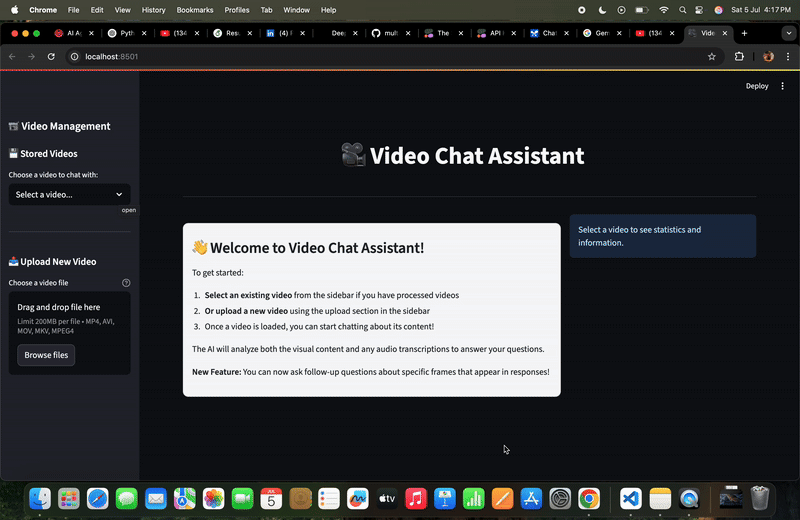 Chrome File Edit View History Bookmarks Profiles Tab Window Help Sat 5 Jul 4:17 PM
AI Ag Pyth (134 Resu (4) Deep mult The API Chat Gem (134 Vide
localhost:8501
Deploy
Video Management
Stored Videos
Choose a video to chat with:
Select a video...
open
Upload New Video
Choose a video file
Drag and drop file here
Limit 200MB per file • MP4, AVI,
MOV, MKV, MPEG4
Browse files
Video Chat Assistant
Welcome to Video Chat Assistant!
To get started:
1. Select an existing video from the sidebar if you have processed videos
2. Or upload a new video using the upload section in the sidebar
3. Once a video is loaded, you can start chatting about its content!
The AI will analyze both the visual content and any audio transcriptions to answer your questions.
New Feature: You can now ask follow-up questions about specific frames that appear in responses!
Select a video to see statistics and
information.
JUL
5
tv